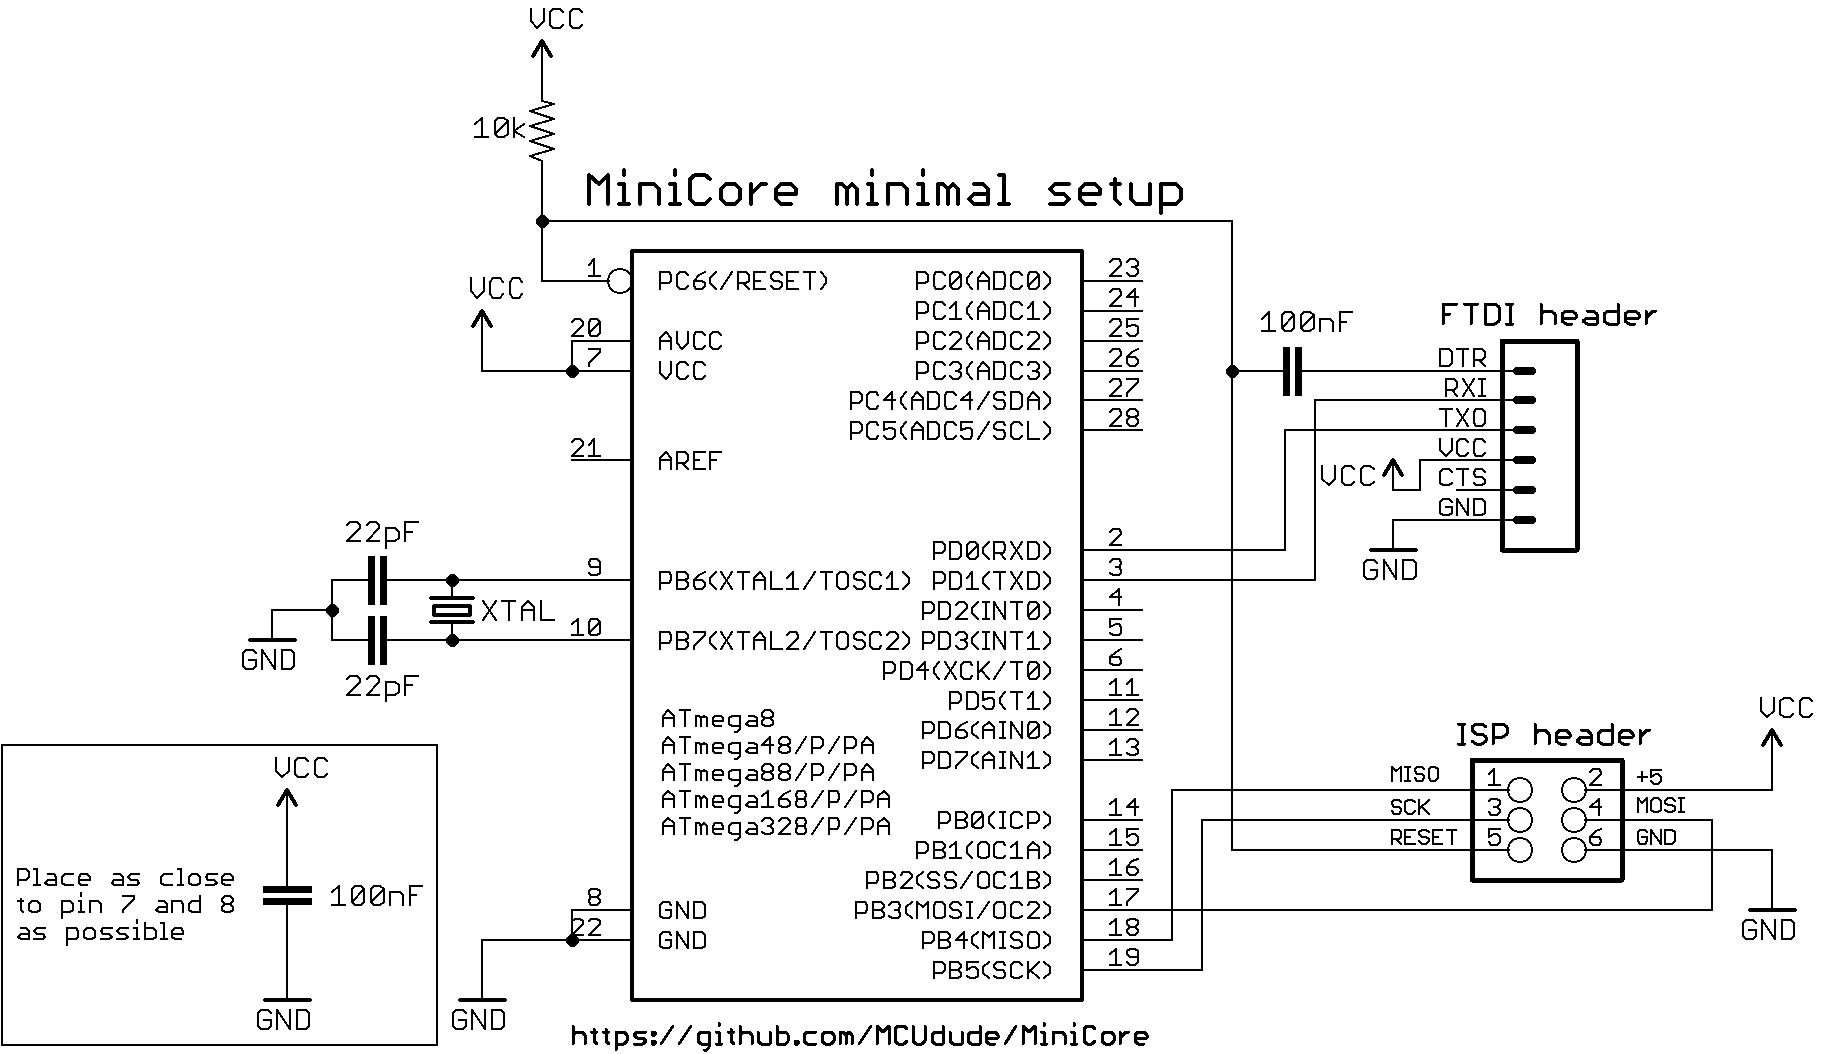 VCC
10k
MiniCore minimal setup
VCC
1
20
7
21
9
10
8
22
PC6(/RESET)
AVCC
VCC
AREF
PB6(XTAL1/TOSC1)
PB7(XTAL2/TOSC2)
ATmega8
ATmega48/P/PA
ATmega88/P/PA
ATmega168/P/PA
ATmega328/P/PA
GND
GND
PC0(ADC0) 23
PC1(ADC1) 24
PC2(ADC2) 25
PC3(ADC3) 26
PC4(ADC4/SDA) 27
PC5(ADC5/SCL) 28
PD0(RXD) 2
PD1(TXD) 3
PD2(INT0) 4
PD3(INT1) 5
PD4(XCK/T0) 6
PD5(T1) 11
PD6(AIN0) 12
PD7(AIN1) 13
PB0(ICP) 14
PB1(OC1A) 15
PB2(SS/OC1B) 16
PB3(MOSI/OC2) 17
PB4(MISO) 18
PB5(SCK) 19
22pF
XTAL
GND
22pF
100nF
FTDI header
DTR
RXI
TXO
VCC
VCC
CTS
GND
GND
VCC
ISP header
MISO 1 2 +5
SCK 3 4 MOSI
RESET 5 6 GND
GND
VCC
Place as close
to pin 7 and 8
as possible
100nF
GND
GND
https://github.com/MCUdude/MiniCore